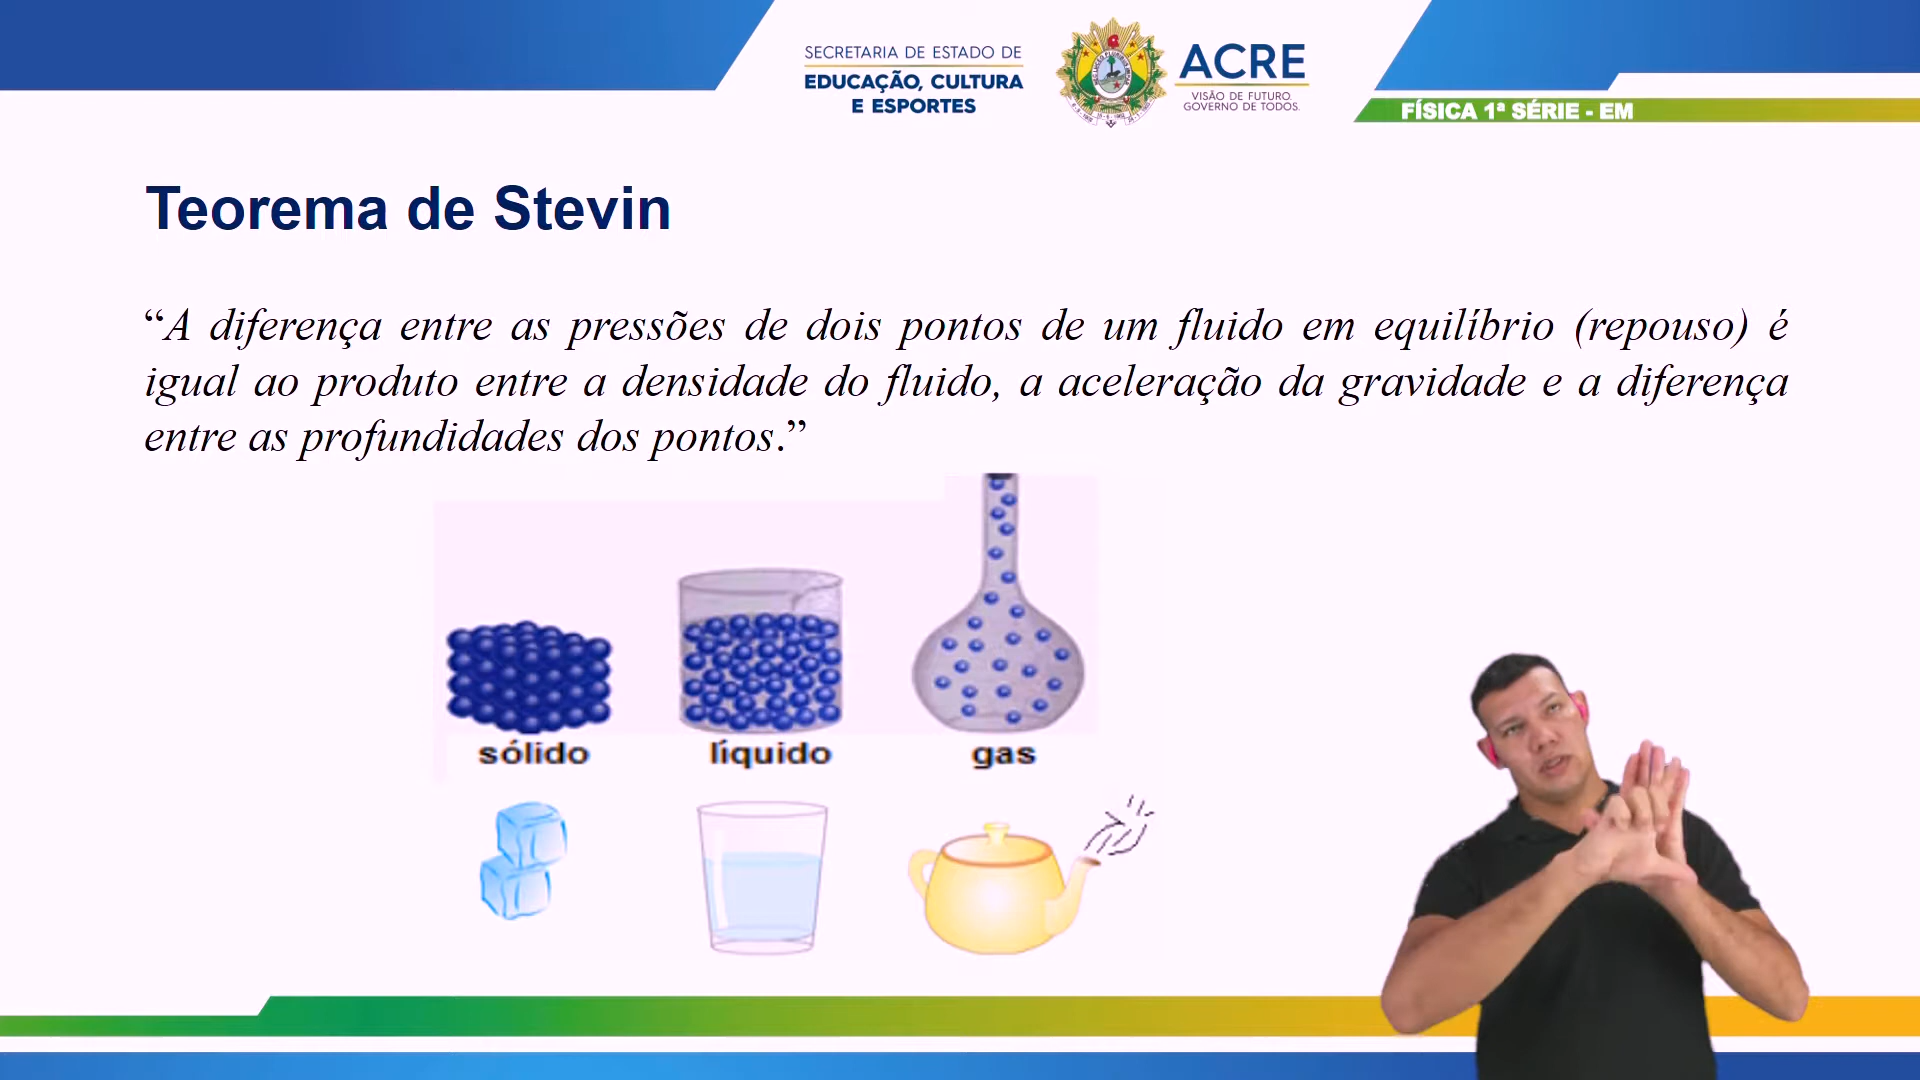 SECRETARIA DE ESTADO DE
EDUCAÇÃO, CULTURA
E ESPORTES
ACRE
VISÃO DE FUTURO.
GOVERNO DE TODOS.
FÍSICA 1ª SÉRIE - EM
Teorema de Stevin
“A diferença entre as pressões de dois pontos de um fluido em equilíbrio (repouso) é
igual ao produto entre a densidade do fluido, a aceleração da gravidade e a diferença
entre as profundidades dos pontos.”
sólido
líquido
gas